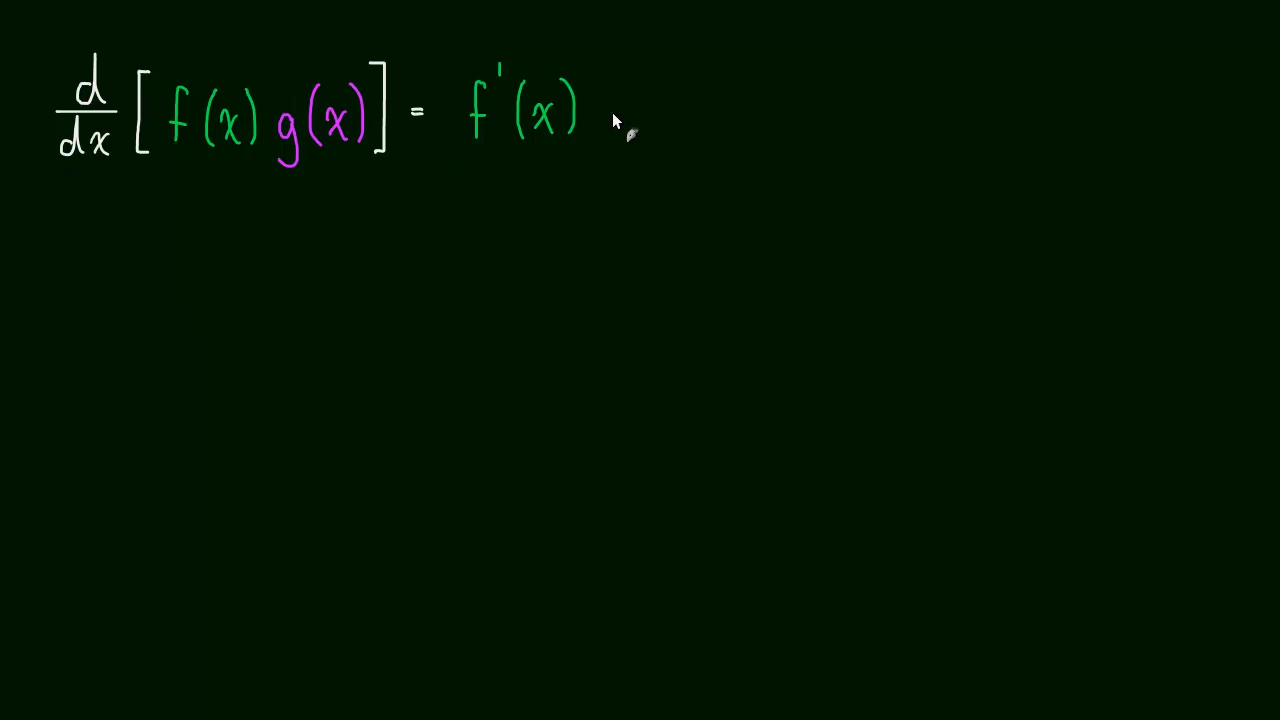 d/dx [ f(x) g(x) ] = f'(x)